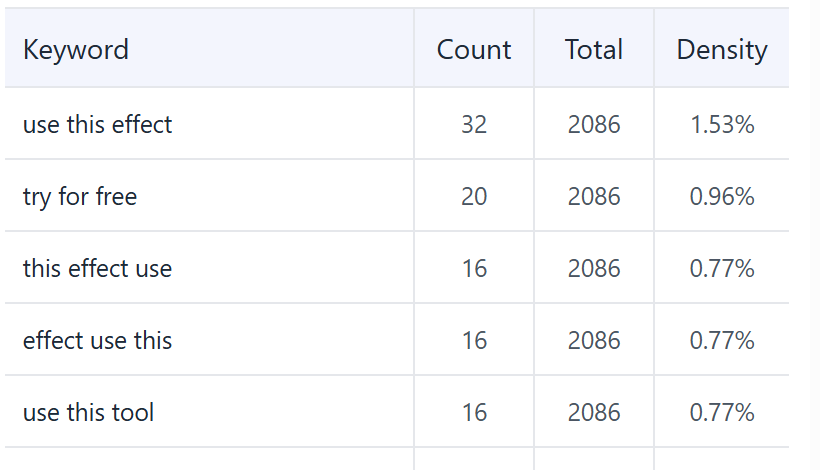 Keyword Count Total Density
use this effect 32 2086 1.53%
try for free 20 2086 0.96%
this effect use 16 2086 0.77%
effect use this 16 2086 0.77%
use this tool 16 2086 0.77%